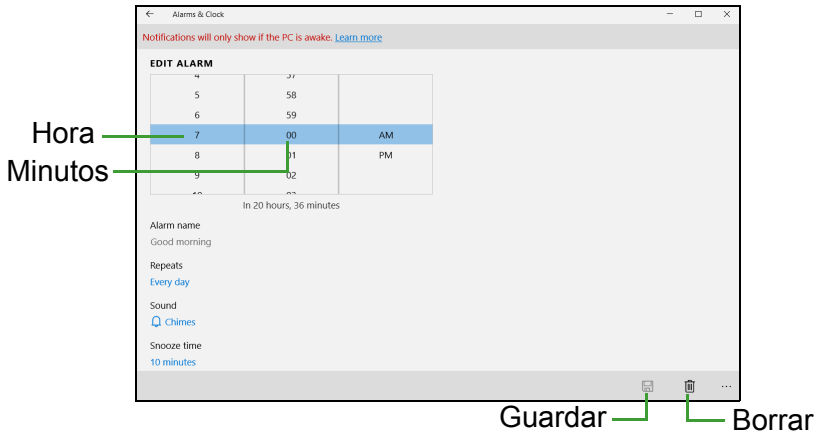 Alarms & Clock
Notifications will only show if the PC is awake. Learn more
EDIT ALARM
5 58
6 59
Hora
7 00 AM
Minutos
8 01 PM
9 02
In 20 hours, 36 minutes
Alarm name
Good morning
Repeats
Every day
Sound
Chimes
Snooze time
10 minutes
...
Guardar
Borrar